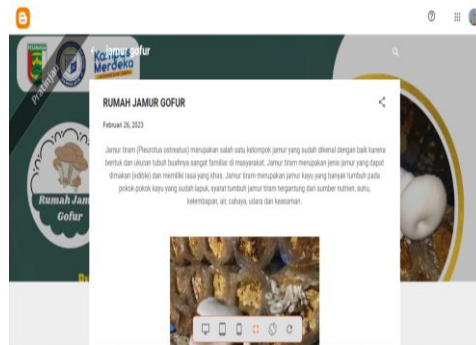 jamur gofur
Kampus
Merdeka
Pratinjau
RUMAH JAMUR GOFUR
Februari 26, 2023
Jamur tiram (Pleurotus ostreatus) merupakan salah satu kelompok jamur yang sudah dikenal dengan baik karena
bentuk dan ukuran tubuh buahnya sangat familiar di masyarakat. Jamur tiram merupakan jenis jamur yang dapat
dimakan (edible) dan memiliki rasa yang khas. Jamur tiram merupakan jamur kayu yang banyak tumbuh pada
pokok-pokok kayu yang sudah lapuk, syarat tumbuh jamur tiram tergantung dari sumber nutrien, suhu,
kelembapan, air, cahaya, udara dan keasaman.
Rumah Jam
Gofur